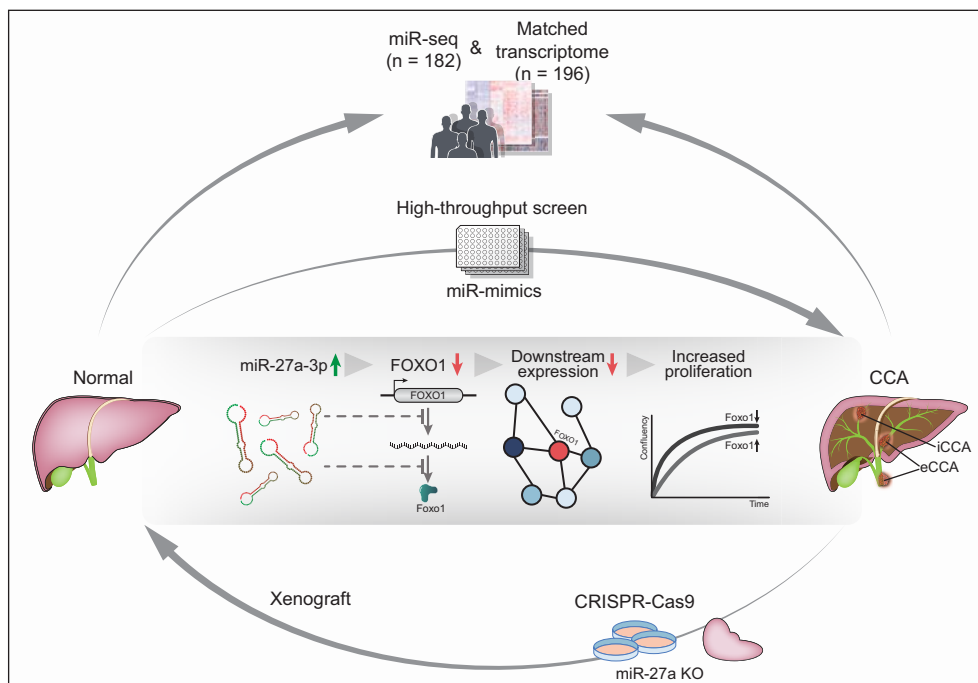 miR-seq
(n = 182)
&
Matched
transcriptome
(n = 196)
High-throughput screen
miR-mimics
Normal
CCA
miR-27a-3p
FOXO1
Downstream
expression
Increased
proliferation
FOXO1
Foxo1
FOXO1
Confluency
Foxo1
Foxo1
Time
iCCA
eCCA
Xenograft
CRISPR-Cas9
miR-27a KO